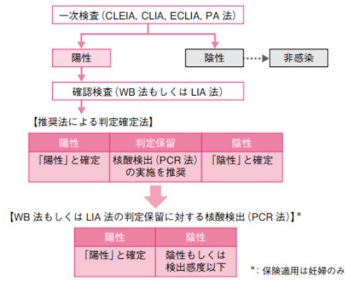 一次検査（CLEIA, CLIA, ECLIA, PA 法）
陽性
陰性
非感染
確認検査（WB 法もしくは LIA 法）
【推奨法による判定確定法】
陽性 判定保留 陰性
「陽性」と確定 核酸検出（PCR 法）の実施を推奨 「陰性」と確定
【WB 法もしくは LIA 法の判定保留に対する核酸検出（PCR 法）】*
陽性 陰性
「陽性」と確定 陰性もしくは検出感度以下
*：保険適用は妊婦のみ